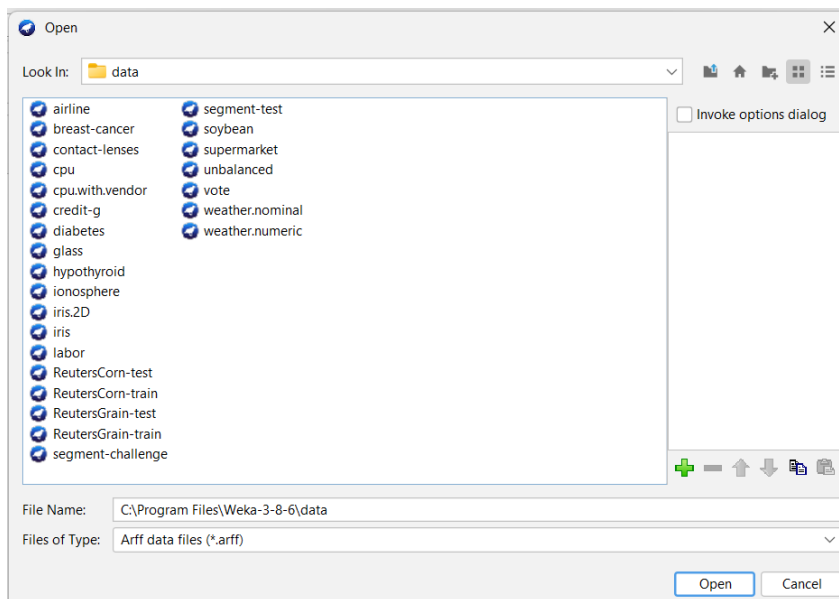 Open
Look In: data
airline
breast-cancer
contact-lenses
cpu
cpu.with.vendor
credit-g
diabetes
glass
hypothyroid
ionosphere
iris.2D
iris
labor
ReutersCorn-test
ReutersCorn-train
ReutersGrain-test
ReutersGrain-train
segment-challenge
segment-test
soybean
supermarket
unbalanced
vote
weather.nominal
weather.numeric
Invoke options dialog
File Name: C:\Program Files\Weka-3-8-6\data
Files of Type: Arff data files (*.arff)
Open Cancel